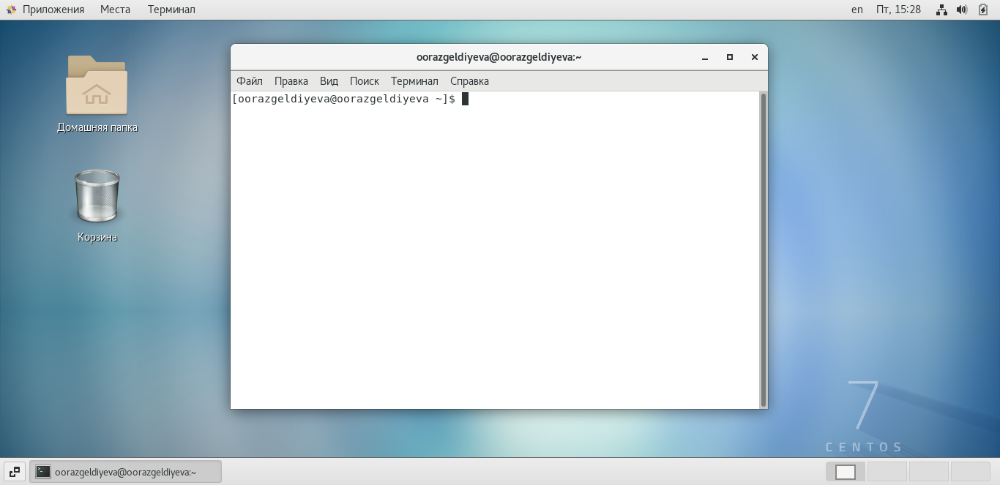 Приложения Места Терминал en Пт, 15:28
oorazgeldiyeva@oorazgeldiyeva:~
Файл Правка Вид Поиск Терминал Справка
[oorazgeldiyeva@oorazgeldiyeva ~]$
Домашняя папка
Корзина
7
CENTOS
oorazgeldiyeva@oorazgeldiyeva:~